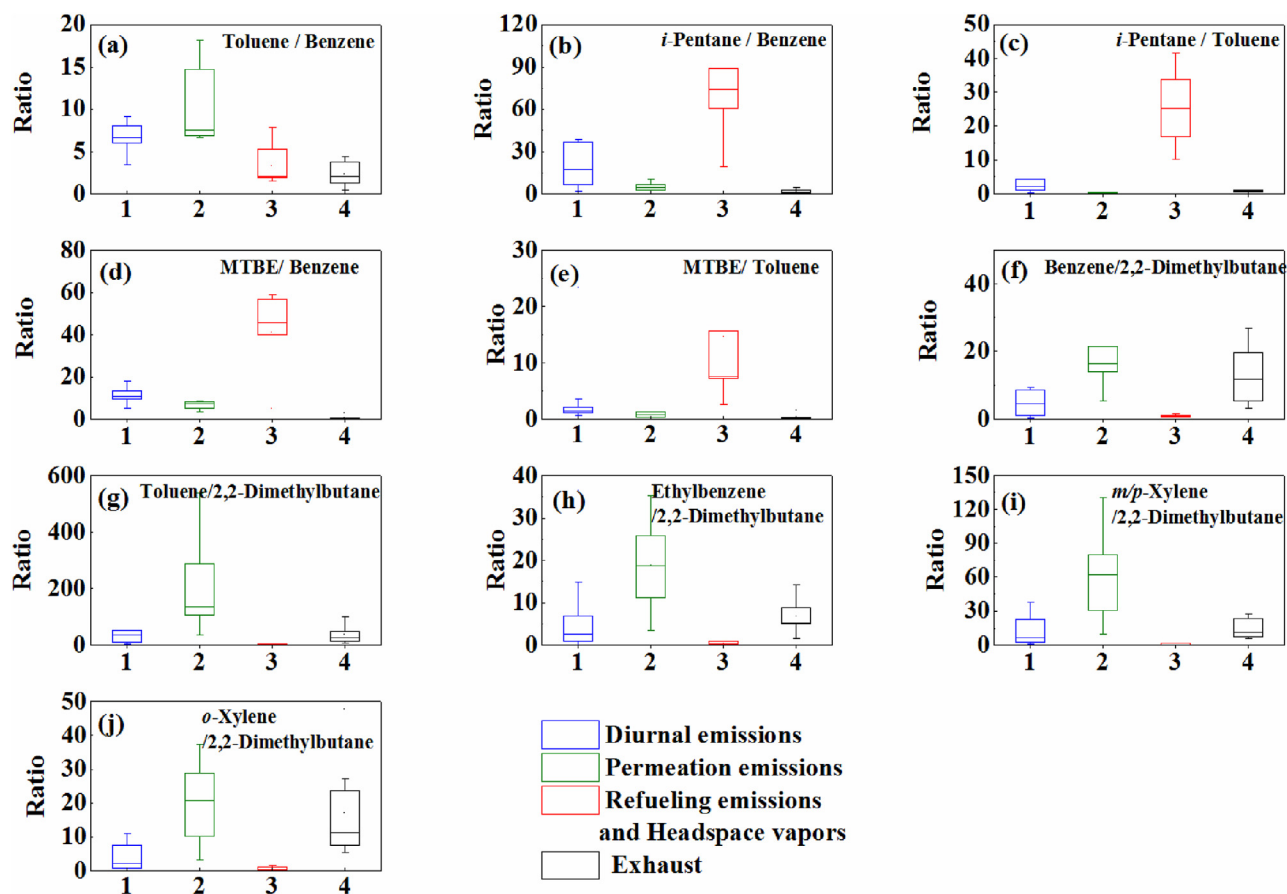 (a) Toluene / Benzene
Ratio
20
15
10
5
0
1 2 3 4
(b) i-Pentane / Benzene
Ratio
120
90
60
30
0
1 2 3 4
(c) i-Pentane / Toluene
Ratio
50
40
30
20
10
0
1 2 3 4
(d) MTBE/ Benzene
Ratio
80
60
40
20
0
1 2 3 4
(e) MTBE/ Toluene
Ratio
30
20
10
0
1 2 3 4
(f) Benzene/2,2-Dimethylbutane
Ratio
40
20
0
1 2 3 4
(g) Toluene/2,2-Dimethylbutane
Ratio
600
400
200
0
1 2 3 4
(h) Ethylbenzene
/2,2-Dimethylbutane
Ratio
40
30
20
10
0
1 2 3 4
(i) m/p-Xylene
/2,2-Dimethylbutane
Ratio
150
120
90
60
30
0
1 2 3 4
(j) o-Xylene
/2,2-Dimethylbutane
Ratio
50
40
30
20
10
0
1 2 3 4
Diurnal emissions
Permeation emissions
Refueling emissions
and Headspace vapors
Exhaust